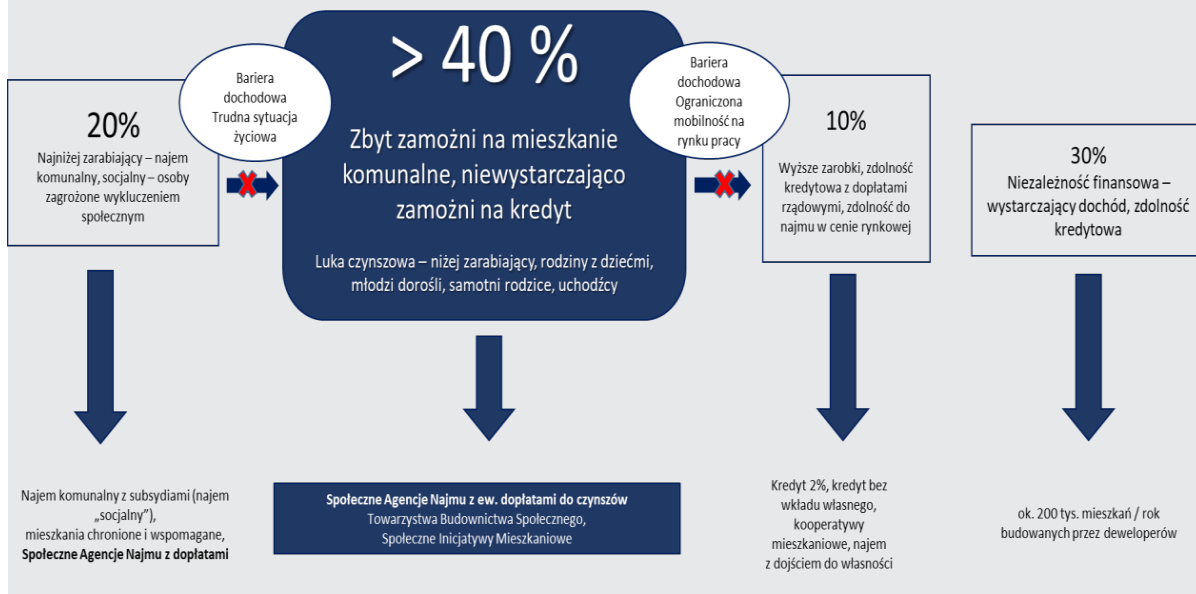 20%
Najniżej zarabiający – najem
komunalny, socjalny – osoby
zagrożone wykluczeniem
społecznym
Bariera
dochodowa
Trudna sytuacja
życiowa
> 40 %
Zbyt zamożni na mieszkanie
komunalne, niewystarczająco
zamożni na kredyt
Luka czynszowa – niżej zarabiający, rodziny z dziećmi,
młodzi dorośli, samotni rodzice, uchodźcy
Bariera
dochodowa
Ograniczona
mobilność na
rynku pracy
10%
Wyższe zarobki, zdolność
kredytowa z dopłatami
rządowymi, zdolność do
najmu w cenie rynkowej
30%
Niezależność finansowa –
wystarczający dochód, zdolność
kredytowa
Najem komunalny z subsydiami (najem
„socjalny”),
mieszkania chronione i wspomagane,
Społeczne Agencje Najmu z dopłatami
Społeczne Agencje Najmu z ew. dopłatami do czynszów
Towarzystwa Budownictwa Społecznego,
Społeczne Inicjatywy Mieszkaniowe
Kredyt 2%, kredyt bez
wkładu własnego,
kooperatywy
mieszkaniowe, najem
z dojściem do własności
ok. 200 tys. mieszkań / rok
budowanych przez deweloperów